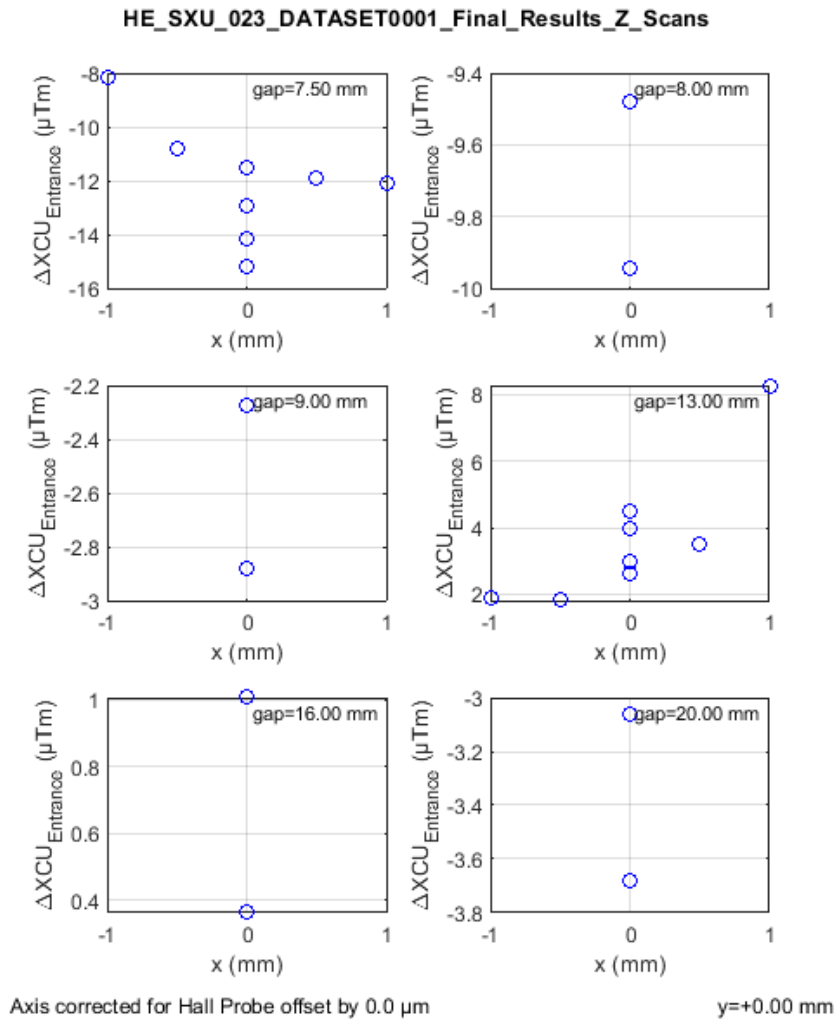 HE_SXU_023_DATASET0001_Final_Results_Z_Scans
gap=7.50 mm
-8
-10
-12
-14
-16
ΔXCU_Entrance (μTm)
-1 0 1
x (mm)
gap=8.00 mm
-9.4
-9.6
-9.8
-10
ΔXCU_Entrance (μTm)
-1 0 1
x (mm)
gap=9.00 mm
-2.2
-2.4
-2.6
-2.8
-3
ΔXCU_Entrance (μTm)
-1 0 1
x (mm)
gap=13.00 mm
8
6
4
2
ΔXCU_Entrance (μTm)
-1 0 1
x (mm)
gap=16.00 mm
1
0.8
0.6
0.4
ΔXCU_Entrance (μTm)
-1 0 1
x (mm)
gap=20.00 mm
-3
-3.2
-3.4
-3.6
-3.8
ΔXCU_Entrance (μTm)
-1 0 1
x (mm)
Axis corrected for Hall Probe offset by 0.0 μm
y=+0.00 mm